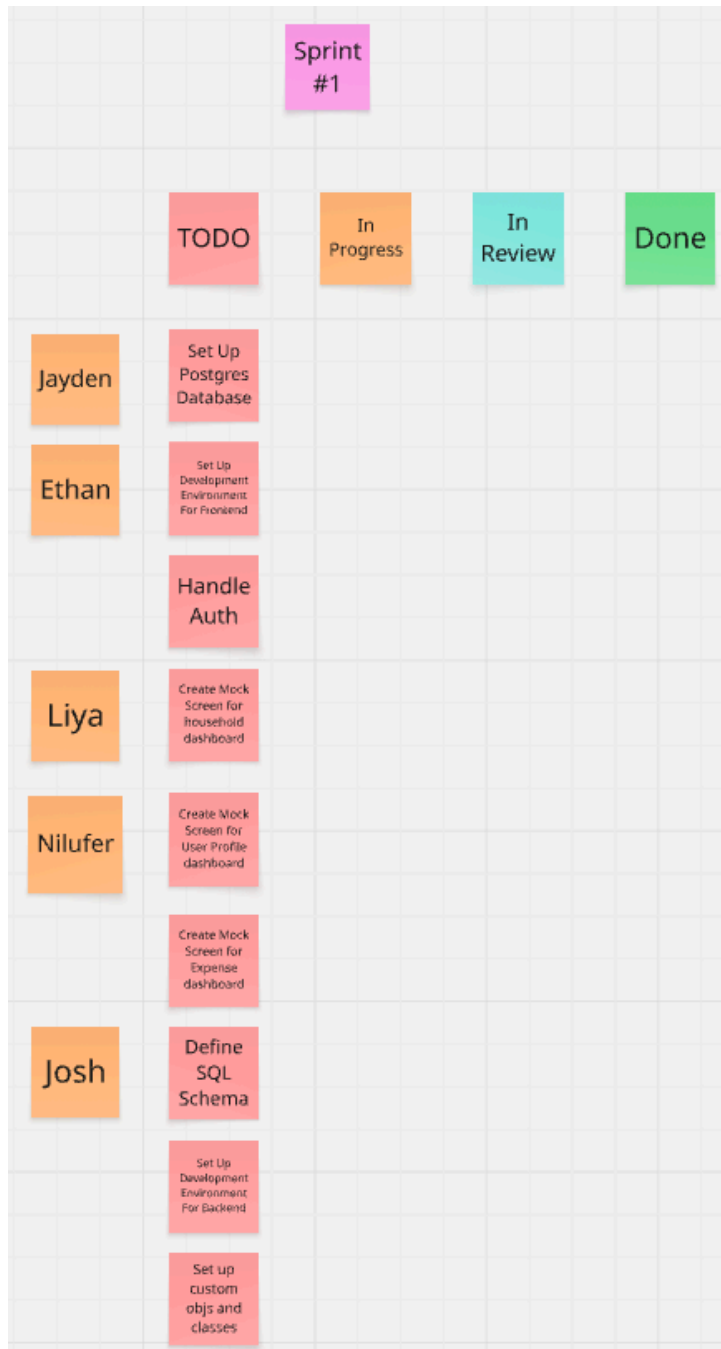 Sprint
#1
TODO
In
Progress
In
Review
Done
Jayden
Set Up
Postgres
Database
Ethan
Set Up
Development
Environment
For Frontend
Handle
Auth
Liya
Create Mock
Screen for
household
dashboard
Nilufer
Create Mock
Screen for
User Profile
dashboard
Create Mock
Screen for
Expense
dashboard
Josh
Define
SQL
Schema
Set Up
Development
Environment
For Backend
Set up
custom
objs and
classes